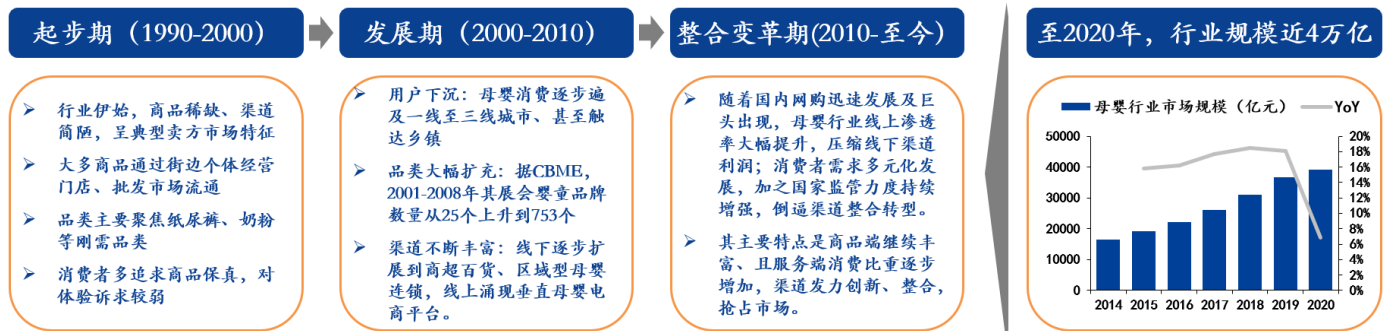 起步期（1990-2000）
发展期（2000-2010）
整合变革期(2010-至今)
至2020年，行业规模近4万亿
行业伊始，商品稀缺、渠道
简陋，呈典型卖方市场特征
大多商品通过街边个体经营
门店、批发市场流通
品类主要聚焦纸尿裤、奶粉
等刚需品类
消费者多追求商品保真，对
体验诉求较弱
用户下沉：母婴消费逐步遍
及一线至三线城市、甚至触
达乡镇
品类大幅扩充：据CBME，
2001-2008年其展会婴童品牌
数量从25个上升到753个
渠道不断丰富：线下逐步扩
展到商超百货、区域型母婴
连锁，线上涌现垂直母婴电
商平台。
随着国内网购迅速发展及巨
头出现，母婴行业线上渗透
率大幅提升，压缩线下渠道
利润；消费者需求多元化发
展，加之国家监管力度持续
增强，倒逼渠道整合转型。
其主要特点是商品端继续丰
富、且服务端消费比重逐步
增加，渠道发力创新、整合，
抢占市场。
母婴行业市场规模（亿元） YoY
50000
40000
30000
20000
10000
0
20%
18%
16%
14%
12%
10%
8%
6%
4%
2%
0%
2014 2015 2016 2017 2018 2019 2020